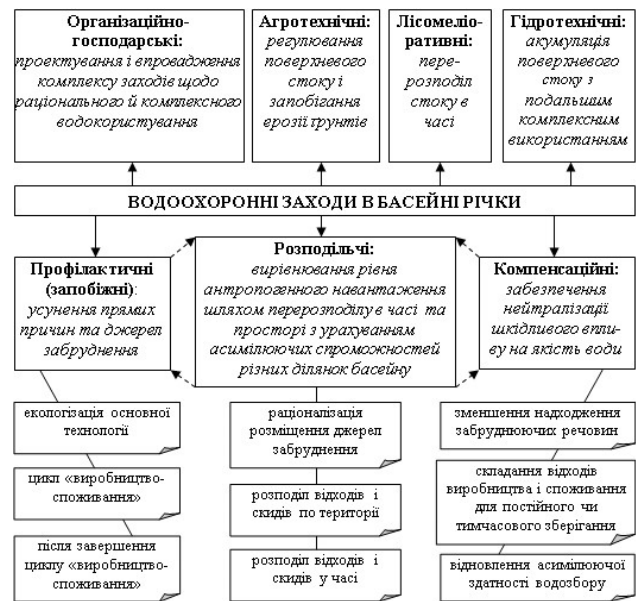 Організаційно-
господарські:
проектування і впровадження
комплексу заходів щодо
раціонального й комплексного
водокористування
Агротехнічні:
регулювання
поверхневого
стоку і
запобігання
ерозії ґрунтів
Лісомеліо-
ративні:
пере-
розподіл
стоку в
часі
Гідротехнічні:
акумуляція
поверхневого
стоку з
подальшим
комплексним
використанням
ВОДООХОРОННІ ЗАХОДИ В БАСЕЙНІ РІЧКИ
Профілактичні
(запобіжні):
усунення прямих
причин та джерел
забруднення
Розподільчі:
вирівнювання рівня
антропогенного навантаження
шляхом перерозподілу в часі та
просторі з урахуванням
асимілюючих спроможностей
різних ділянок басейну
Компенсаційні:
забезпечення
нейтралізації
шкідливого впли-
ву на якість води
екологізація основної
технології
цикл «виробництво-
споживання»
після завершення
циклу «виробництво-
споживання»
раціоналізація
розміщення джерел
забруднення
розподіл відходів і
скидів по території
розподіл відходів і
скидів у часі
зменшення надходження
забруднюючих речовин
складання відходів
виробництва і споживання
для постійного чи
тимчасового зберігання
відновлення асимілюючої
здатності водозбору